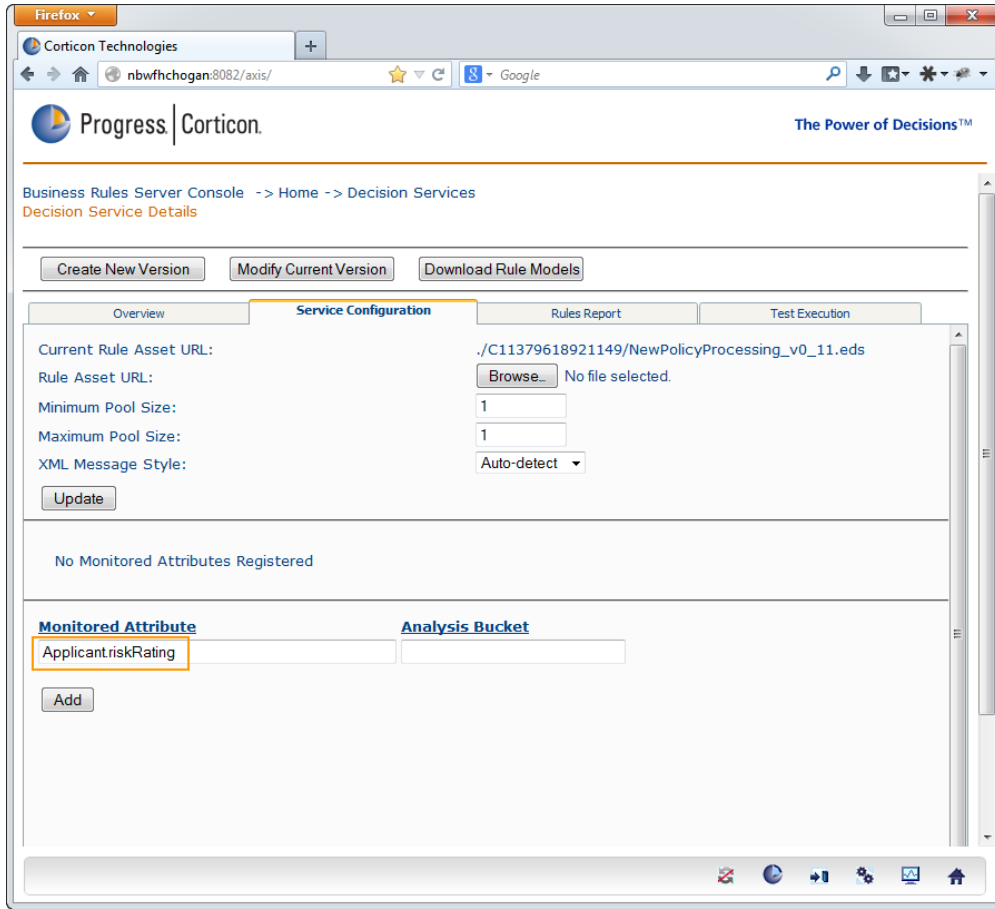 Firefox
Corticon Technologies
nbwfhchogan:8082/axis/
8 Google
Progress Corticon.
The Power of Decisions™
Business Rules Server Console -> Home -> Decision Services
Decision Service Details
Create New Version Modify Current Version Download Rule Models
Overview Service Configuration Rules Report Test Execution
Current Rule Asset URL: ./C11379618921149/NewPolicyProcessing_v0_11.eds
Rule Asset URL: Browse... No file selected.
Minimum Pool Size: 1
Maximum Pool Size: 1
XML Message Style: Auto-detect
Update
No Monitored Attributes Registered
Monitored Attribute Analysis Bucket
Applicant.riskRating
Add